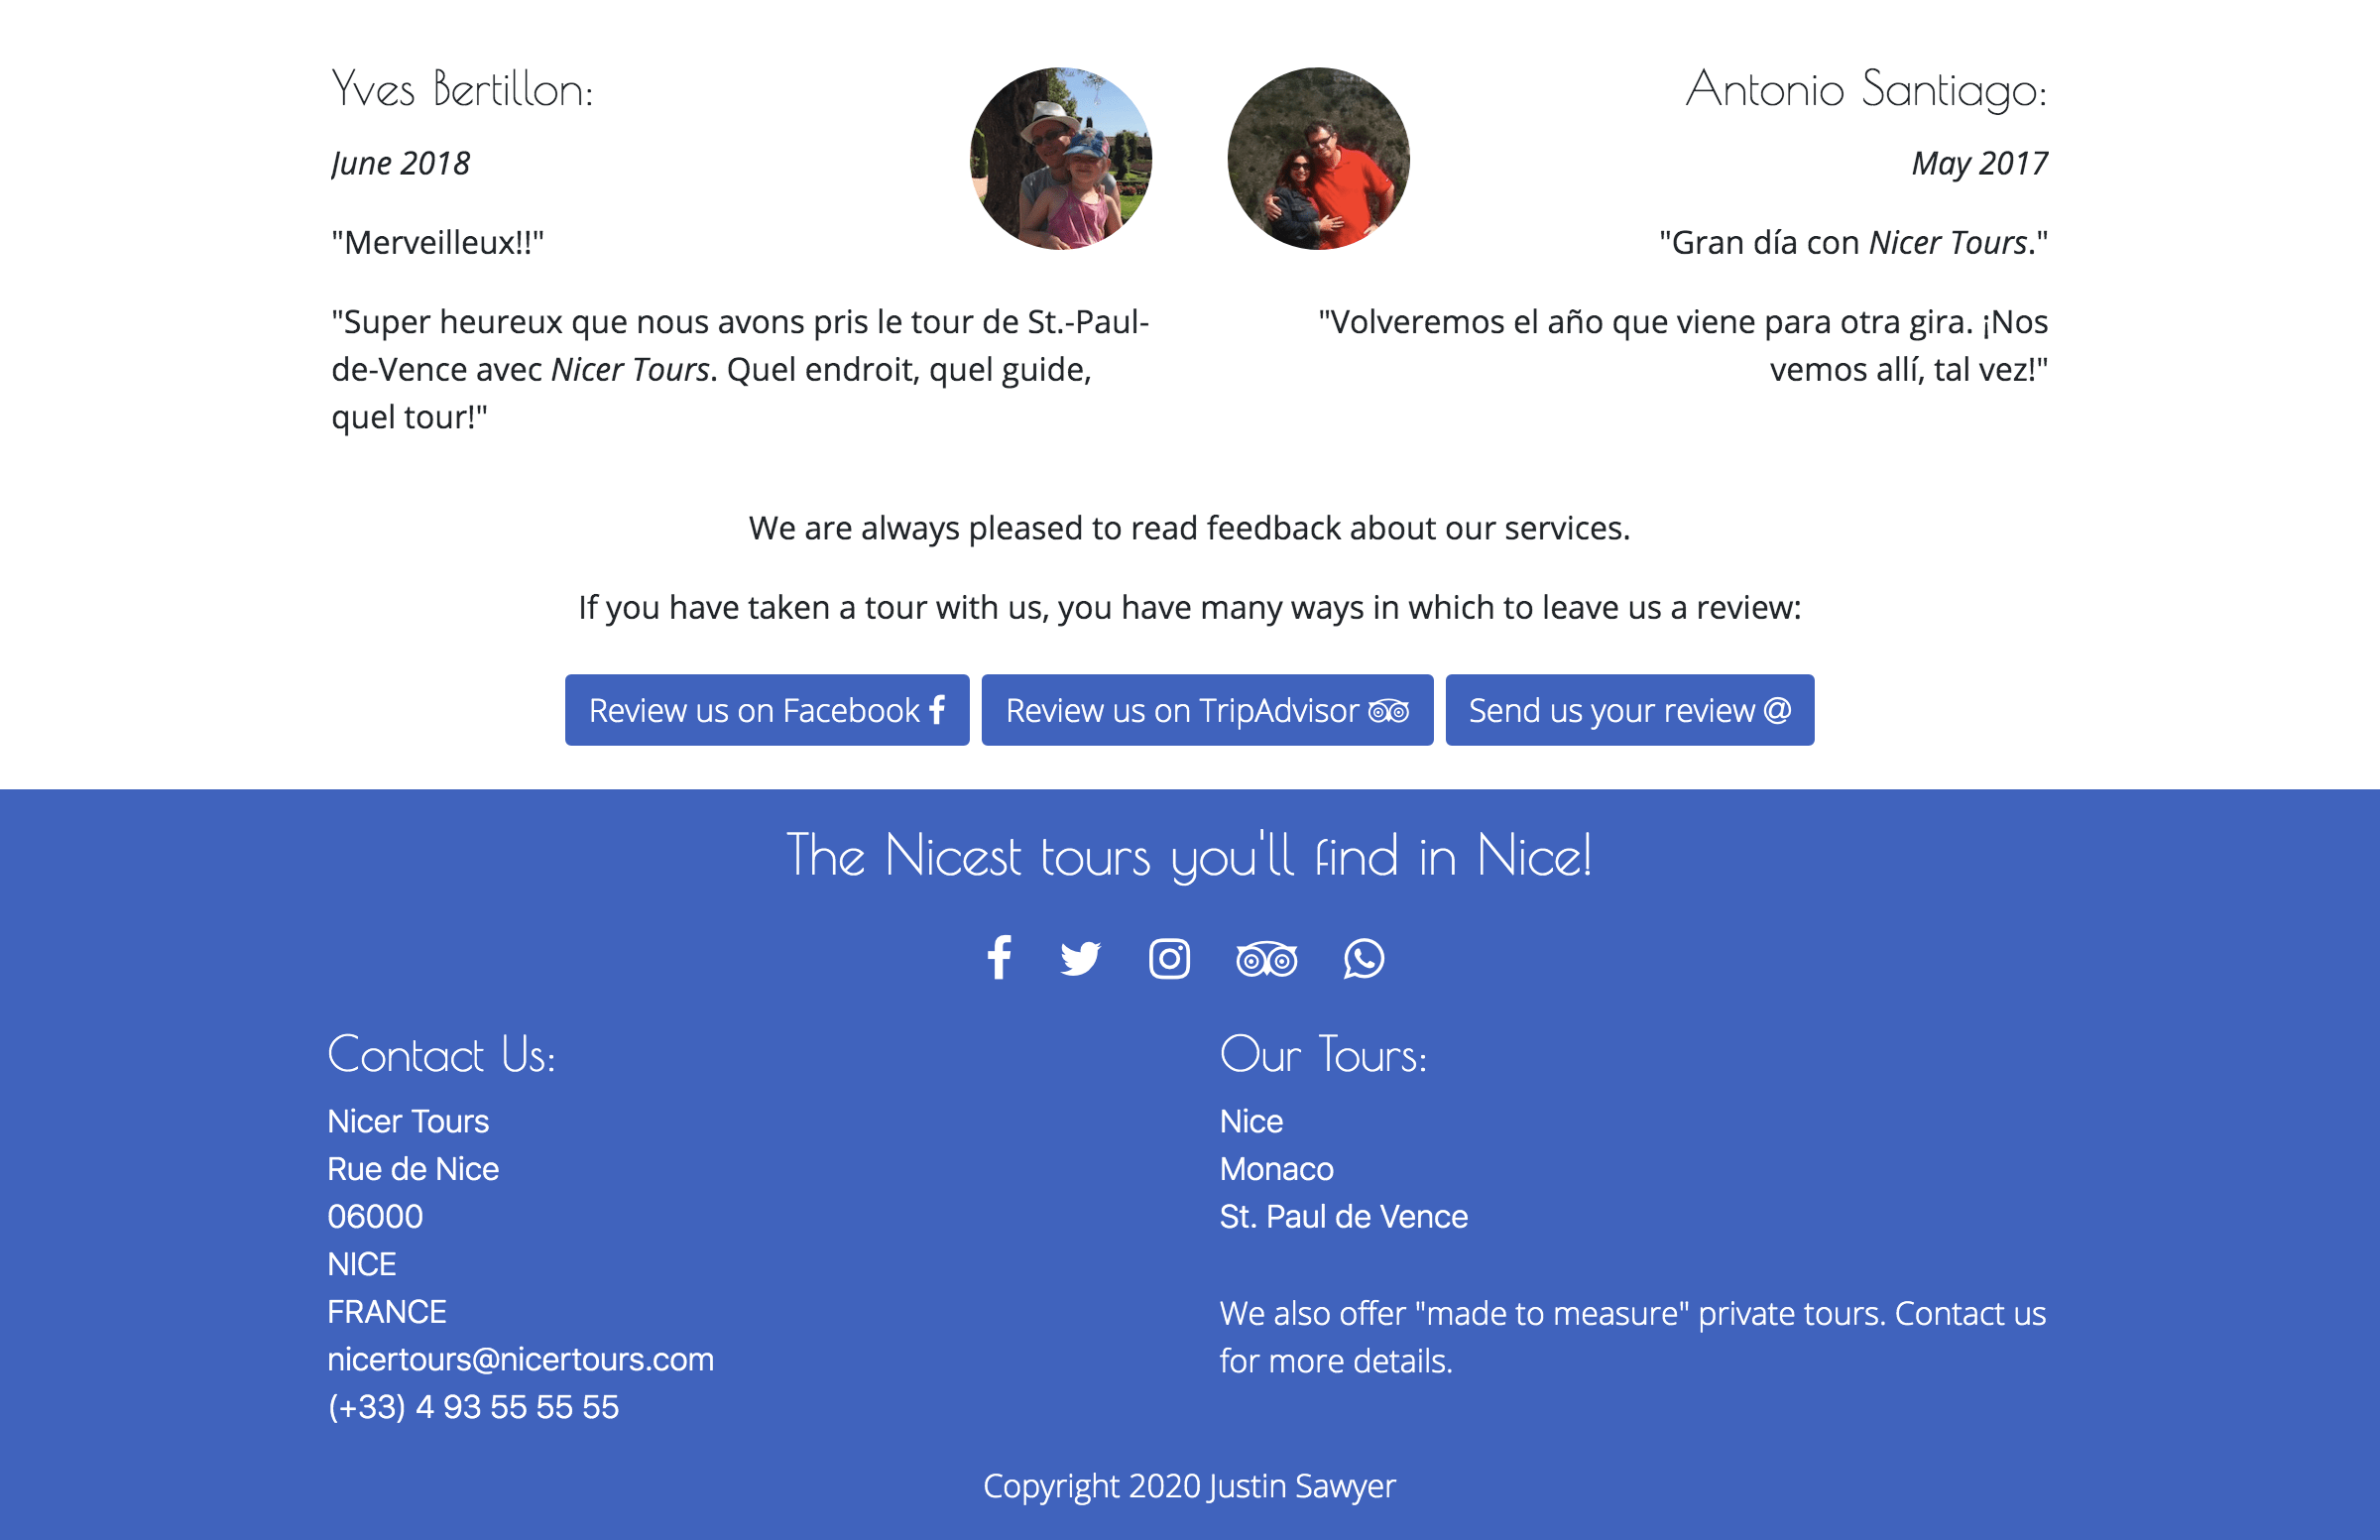 Yves Bertillon:
June 2018
"Merveilleux!!"
"Super heureux que nous avons pris le tour de St.-Paul-
de-Vence avec Nicer Tours. Quel endroit, quel guide,
quel tour!"
Antonio Santiago:
May 2017
"Gran día con Nicer Tours."
"Volveremos el año que viene para otra gira. ¡Nos
vemos allí, tal vez!"
We are always pleased to read feedback about our services.
If you have taken a tour with us, you have many ways in which to leave us a review:
Review us on Facebook
Review us on TripAdvisor
Send us your review @
The Nicest tours you'll find in Nice!
Contact Us:
Nicer Tours
Rue de Nice
06000
NICE
FRANCE
nicertours@nicertours.com
(+33) 4 93 55 55 55
Our Tours:
Nice
Monaco
St. Paul de Vence
We also offer "made to measure" private tours. Contact us
for more details.
Copyright 2020 Justin Sawyer